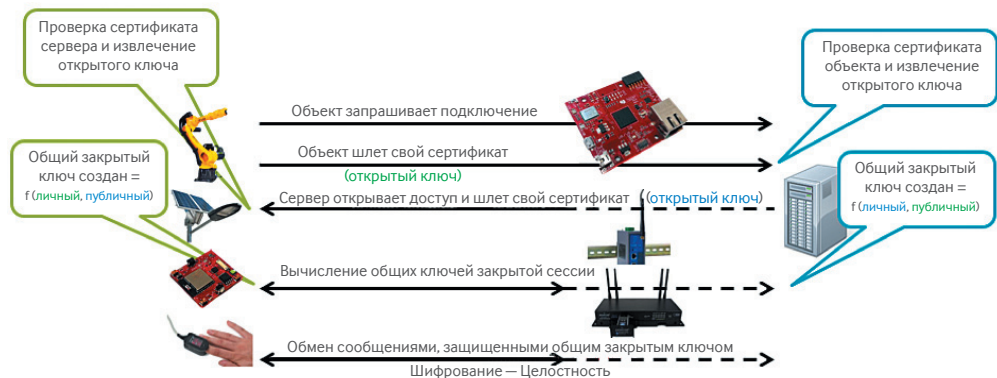 Проверка сертификата
сервера и извлечение
открытого ключа
Проверка сертификата
объекта и извлечение
открытого ключа
Объект запрашивает подключение
Объект шлет свой сертификат
(открытый ключ)
Общий закрытый
ключ создан =
f (личный, публичный)
Общий закрытый
ключ создан =
f (личный, публичный)
Сервер открывает доступ и шлет свой сертификат (открытый ключ)
Вычисление общих ключей закрытой сессии
Обмен сообщениями, защищенными общим закрытым ключом
Шифрование — Целостность